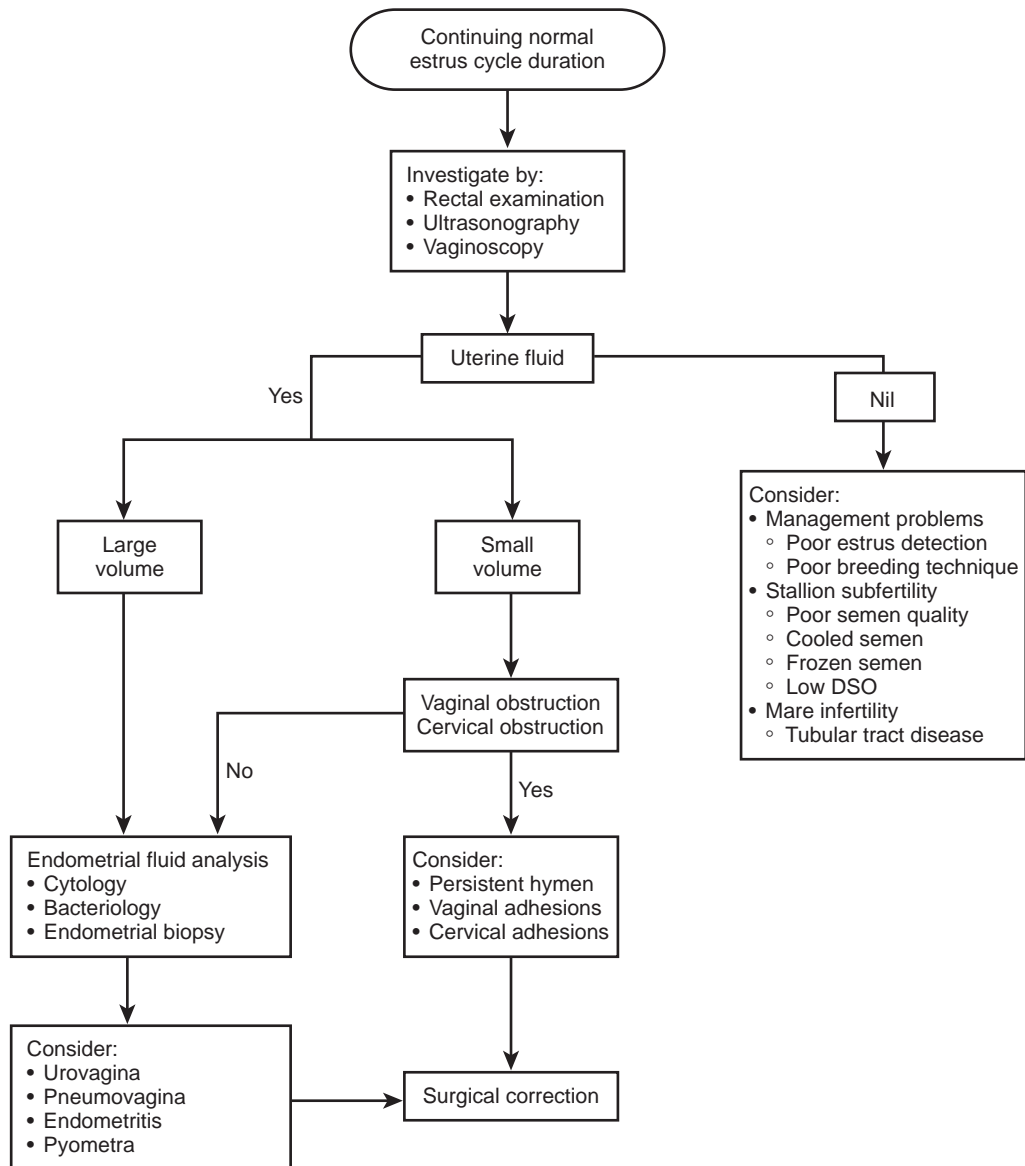 Continuing normal
estrus cycle duration
Investigate by:
• Rectal examination
• Ultrasonography
• Vaginoscopy
Uterine fluid
Yes
Nil
Large
volume
Small
volume
Consider:
• Management problems
◦ Poor estrus detection
◦ Poor breeding technique
• Stallion subfertility
◦ Poor semen quality
◦ Cooled semen
◦ Frozen semen
◦ Low DSO
• Mare infertility
◦ Tubular tract disease
Vaginal obstruction
Cervical obstruction
No
Yes
Endometrial fluid analysis
• Cytology
• Bacteriology
• Endometrial biopsy
Consider:
• Persistent hymen
• Vaginal adhesions
• Cervical adhesions
Consider:
• Urovagina
• Pneumovagina
• Endometritis
• Pyometra
Surgical correction